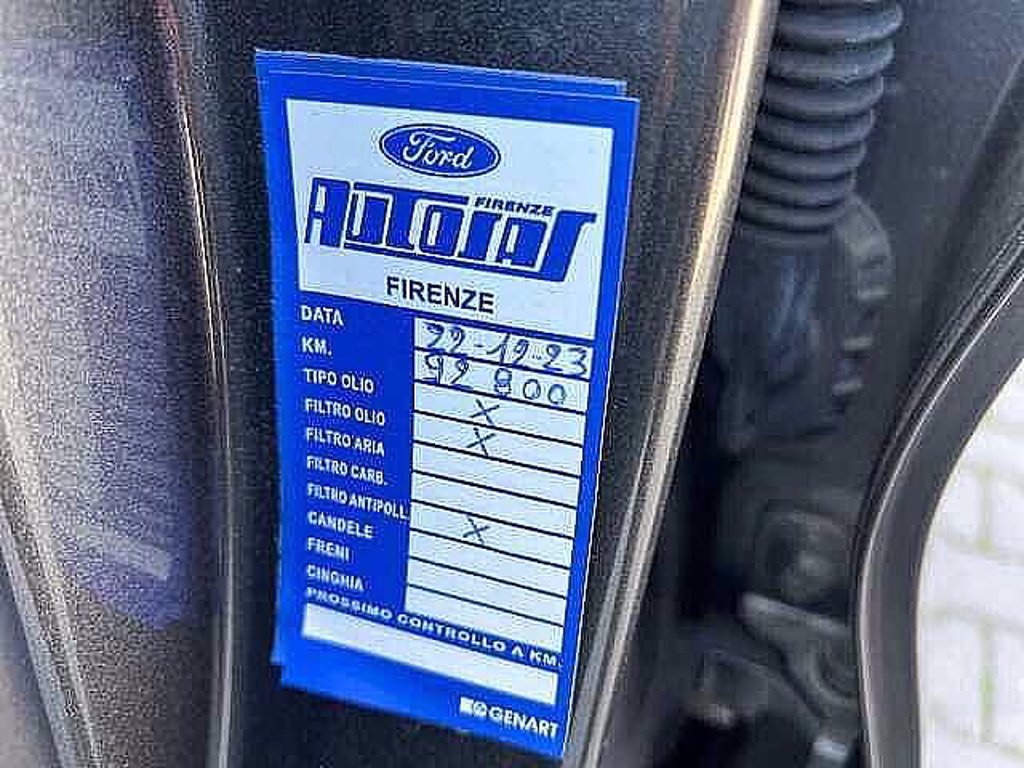 Ford
FIRENZE
AUTOSAS
FIRENZE
DATA 22-12-23
KM. 92 800
TIPO OLIO X
FILTRO OLIO X
FILTRO ARIA
FILTRO CARB.
FILTRO ANTIPOLL. X
CANDELE
FRENI
CINGHIA
PROSSIMO CONTROLLO A KM.
GENART